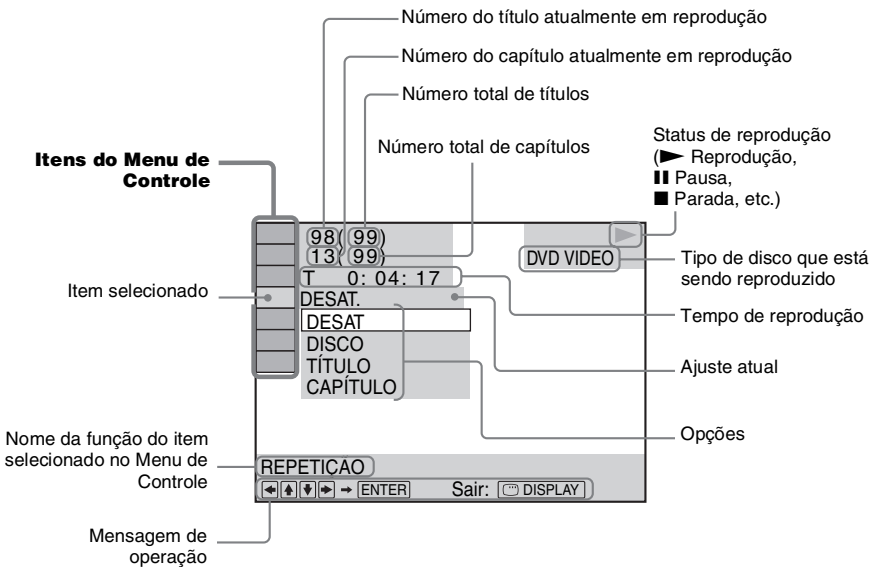 Número do título atualmente em reprodução
Número do capítulo atualmente em reprodução
Número total de títulos
Número total de capítulos
Status de reprodução
(► Reprodução,
▮▮ Pausa,
■ Parada, etc.)
Itens do Menu de
Controle
98( 99)
13( 99)
T 0: 04: 17
DESAT.
DESAT
DISCO
TÍTULO
CAPÍTULO
DVD VIDEO
Tipo de disco que está
sendo reproduzido
Item selecionado
Tempo de reprodução
Ajuste atual
Opções
Nome da função do item
selecionado no Menu de
Controle
REPETIÇÃO
← ↑ ↓ → → ENTER Sair: DISPLAY
Mensagem de
operação